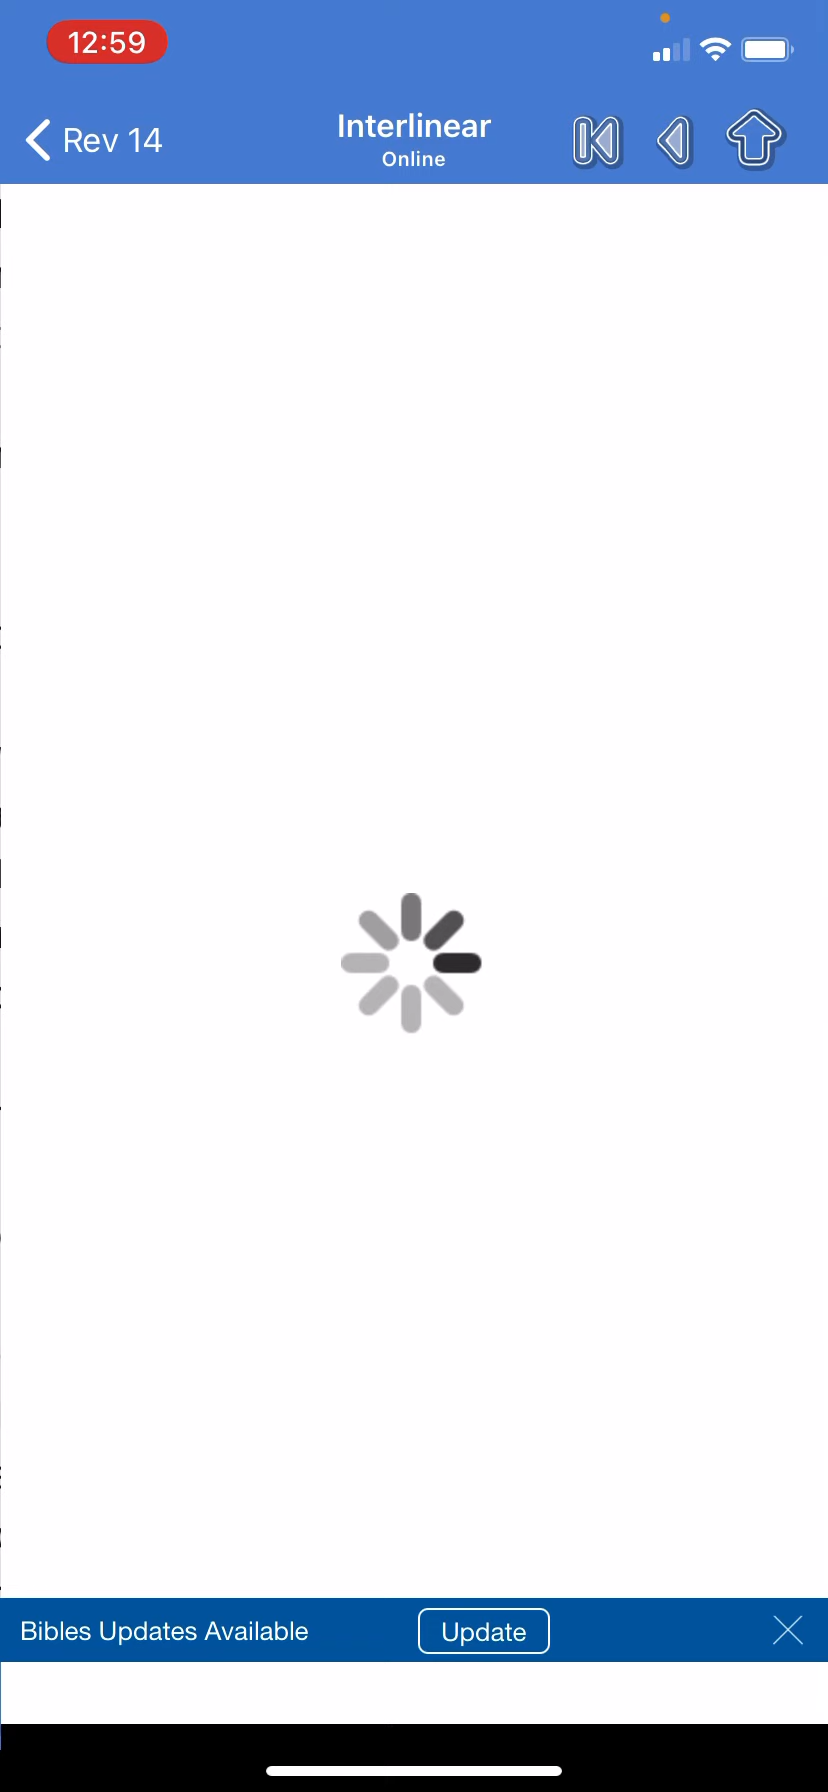 12:59
Rev 14
Interlinear
Online
Bibles Updates Available
Update